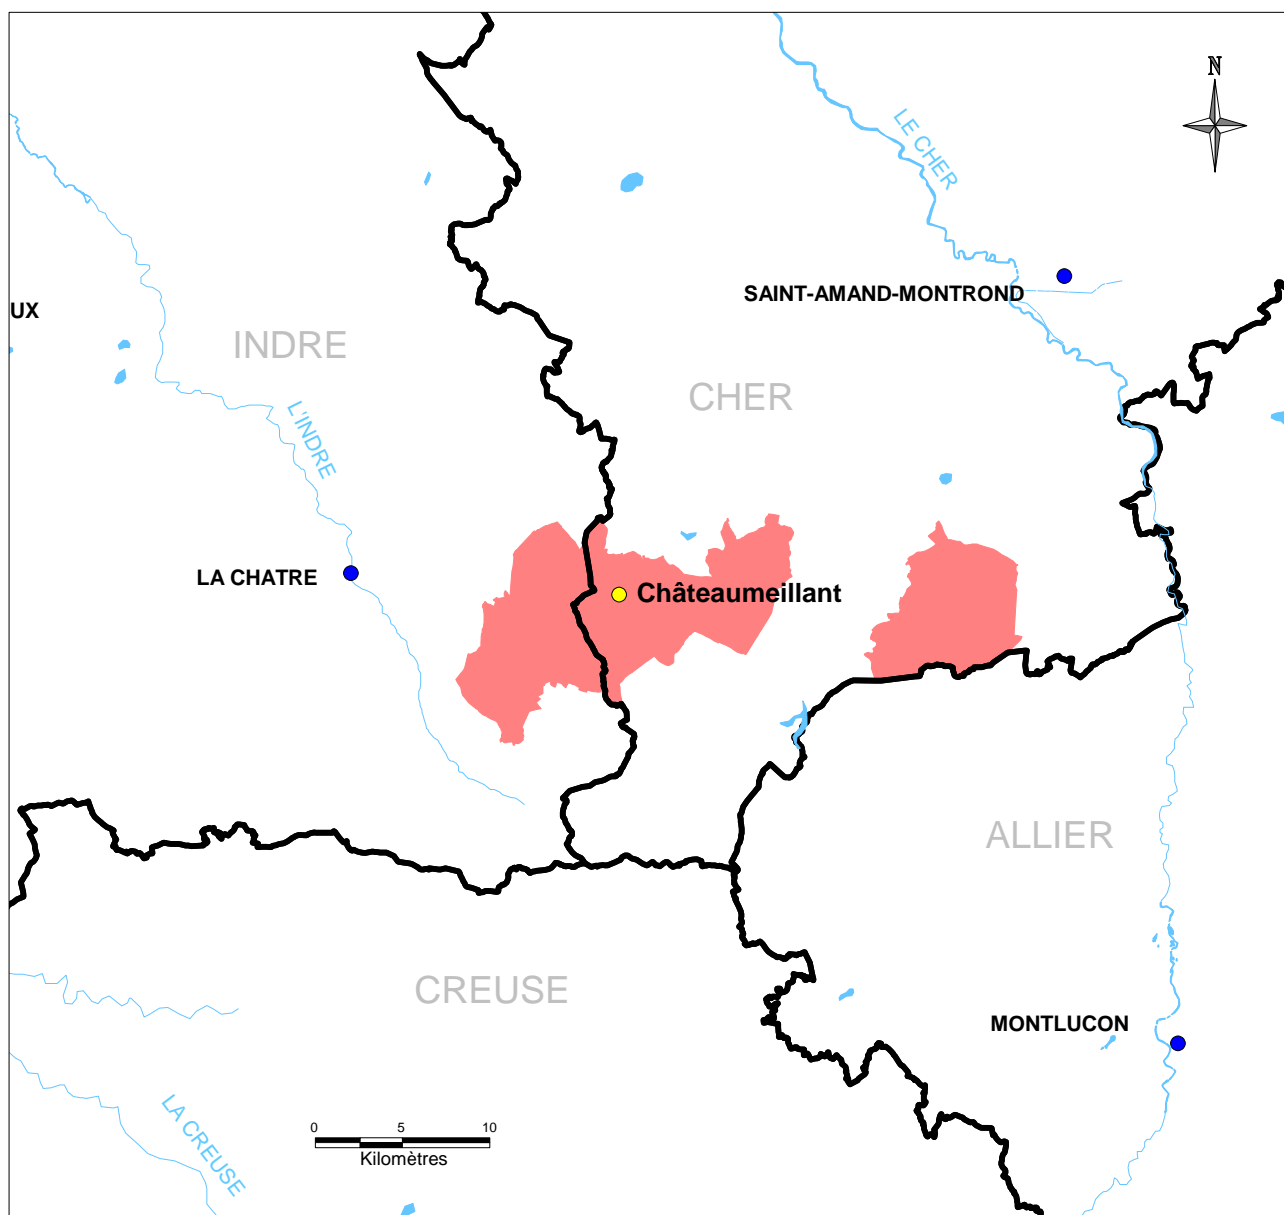 N
LE CHER
SAINT-AMAND-MONTROND
UX
INDRE
CHER
L'INDRE
LA CHATRE
Châteaumeillant
ALLIER
CREUSE
MONTLUCON
LA CREUSE
0 5 10
Kilomètres